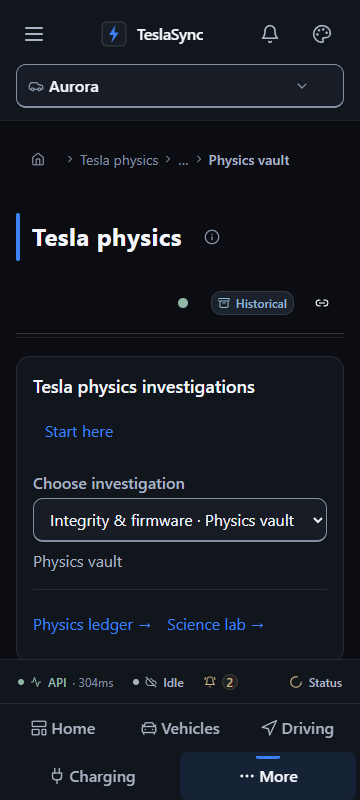 TeslaSync
Aurora
Tesla physics ... Physics vault
Tesla physics
Historical
Tesla physics investigations
Start here
Choose investigation
Integrity & firmware · Physics vault
Physics vault
Physics ledger → Science lab →
API · 304ms Idle 2 Status
Home Vehicles Driving
Charging More